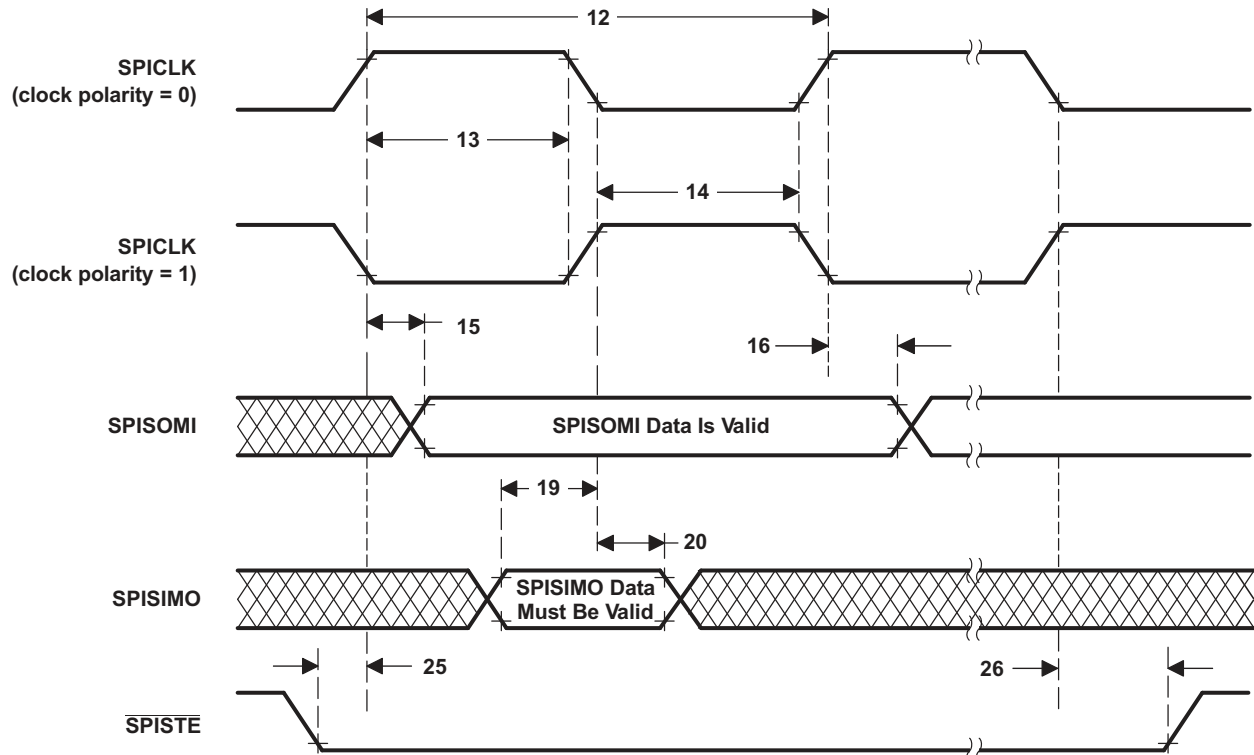 12
SPICLK
(clock polarity = 0)
13
14
SPICLK
(clock polarity = 1)
15
16
SPISOMI
SPISOMI Data Is Valid
19
20
SPISIMO
SPISIMO Data
Must Be Valid
25
26
SPISTE